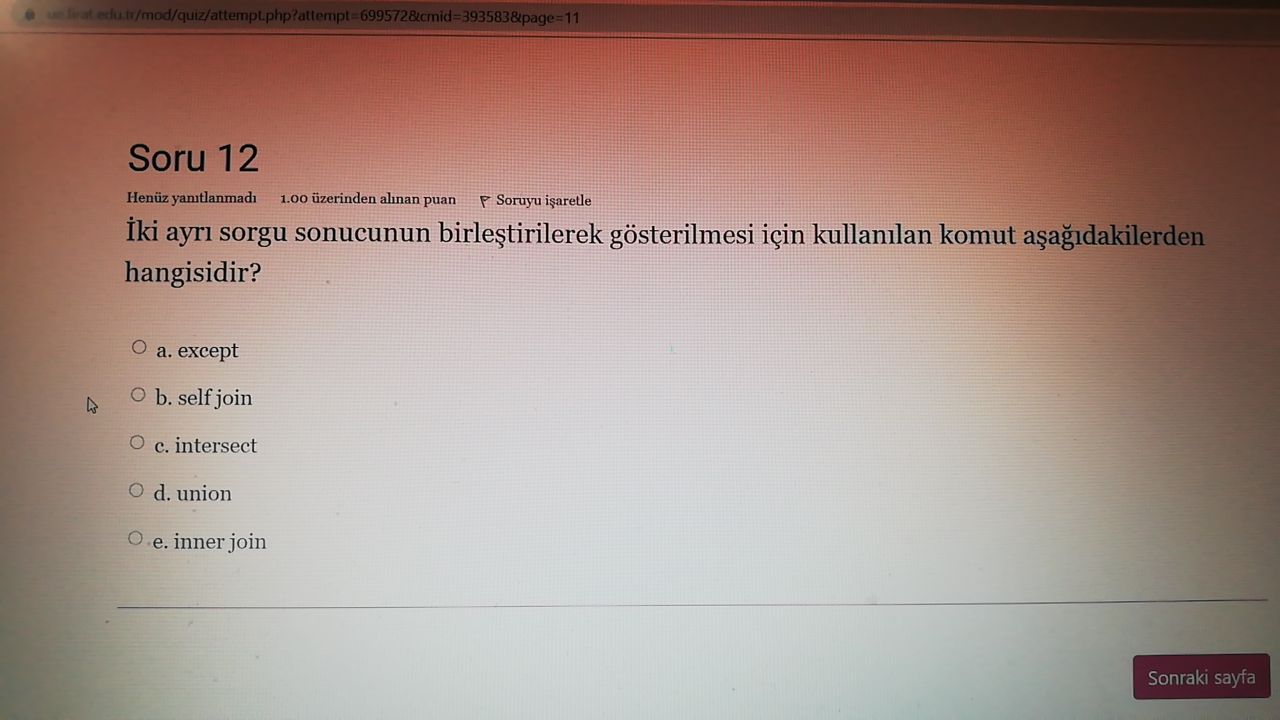 edu.tr/mod/quiz/attempt.php?attempt=699572&cmid=393583&page=11
Soru 12
Henüz yanıtlanmadı 1.00 üzerinden alınan puan Soruyu işaretle
İki ayrı sorgu sonucunun birleştirilerek gösterilmesi için kullanılan komut aşağıdakilerden
hangisidir?
a. except
b. self join
c. intersect
d. union
e. inner join
Sonraki sayfa